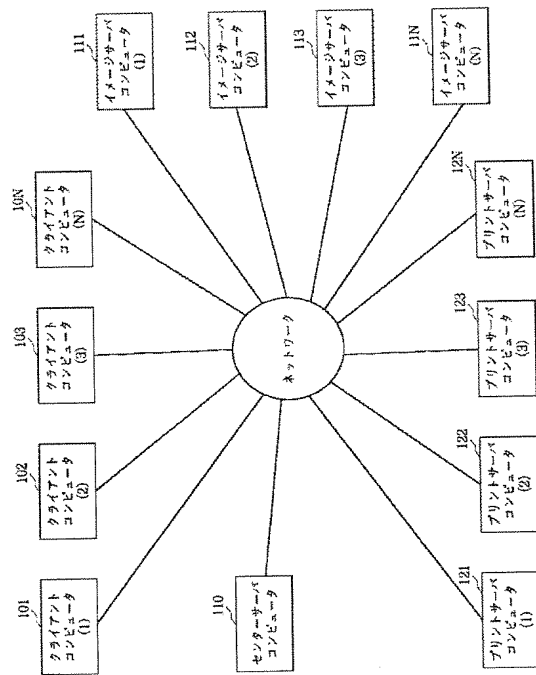 101
クライアント
コンピュータ
(1)
102
クライアント
コンピュータ
(2)
103
クライアント
コンピュータ
(3)
10N
クライアント
コンピュータ
(N)
110
センターサーバ
コンピュータ
ネットワーク
111
イメージサーバ
コンピュータ
(1)
112
イメージサーバ
コンピュータ
(2)
113
イメージサーバ
コンピュータ
(3)
11N
イメージサーバ
コンピュータ
(N)
121
プリントサーバ
コンピュータ
(1)
122
プリントサーバ
コンピュータ
(2)
123
プリントサーバ
コンピュータ
(3)
12N
プリントサーバ
コンピュータ
(N)